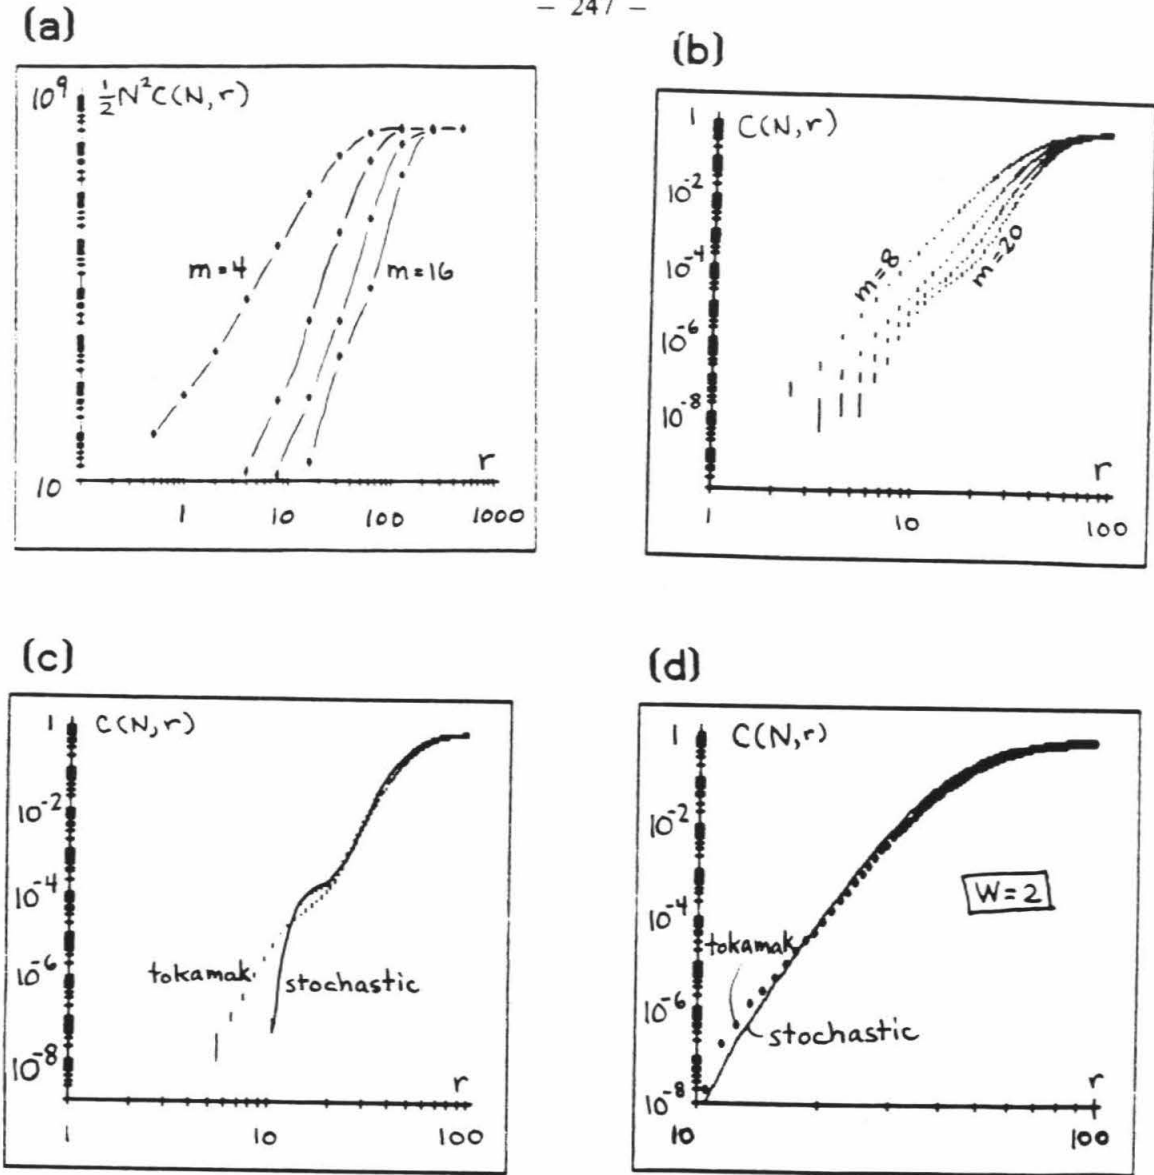 - 247 -
(a)
10⁹
½N²C(N,r)
m=4
m=16
r
10
1
10
100
1000
(b)
1
C(N,r)
10⁻²
10⁻⁴
m=8
m=20
10⁻⁶
10⁻⁸
r
1
10
100
(c)
1
C(N,r)
10⁻²
10⁻⁴
10⁻⁶
tokamak
stochastic
10⁻⁸
r
1
10
100
(d)
1
C(N,r)
10⁻²
W=2
10⁻⁴
tokamak
10⁻⁶
stochastic
10⁻⁸
r
10
100